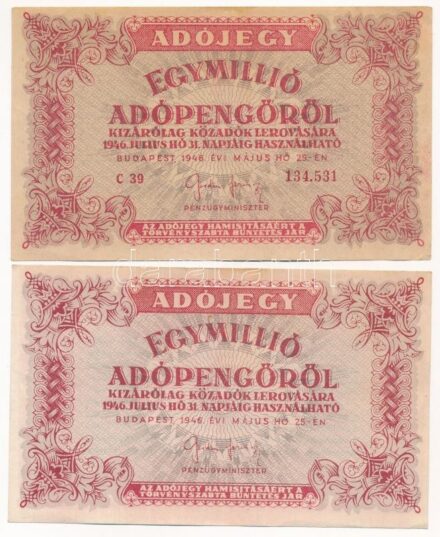 ADÓJEGY
EGYMILLIÓ
ADÓPENGŐRŐL
KIZÁRÓLAG KÖZADÓK LEROVÁSÁRA
1946. JULIUS HÓ 31. NAPJÁIG HASZNÁLHATÓ
BUDAPEST, 1946. ÉVI MÁJUS HÓ 25-ÉN
C 39 134.531
PÉNZÜGYMINISZTER
AZ ADÓJEGY HAMISITÁSÁÉRT A
TÖRVÉNYSZABTA BÜNTETÉS JÁR.
darabanth
ADÓJEGY
EGYMILLIÓ
ADÓPENGŐRŐL
KIZÁRÓLAG KÖZADÓK LEROVÁSÁRA
1946. JULIUS HÓ 31. NAPJÁIG HASZNÁLHATÓ
BUDAPEST, 1946. ÉVI MÁJUS HÓ 25-ÉN
PÉNZÜGYMINISZTER
AZ ADÓJEGY HAMISITÁSÁÉRT A
TÖRVÉNYSZABTA BÜNTETÉS JÁR.